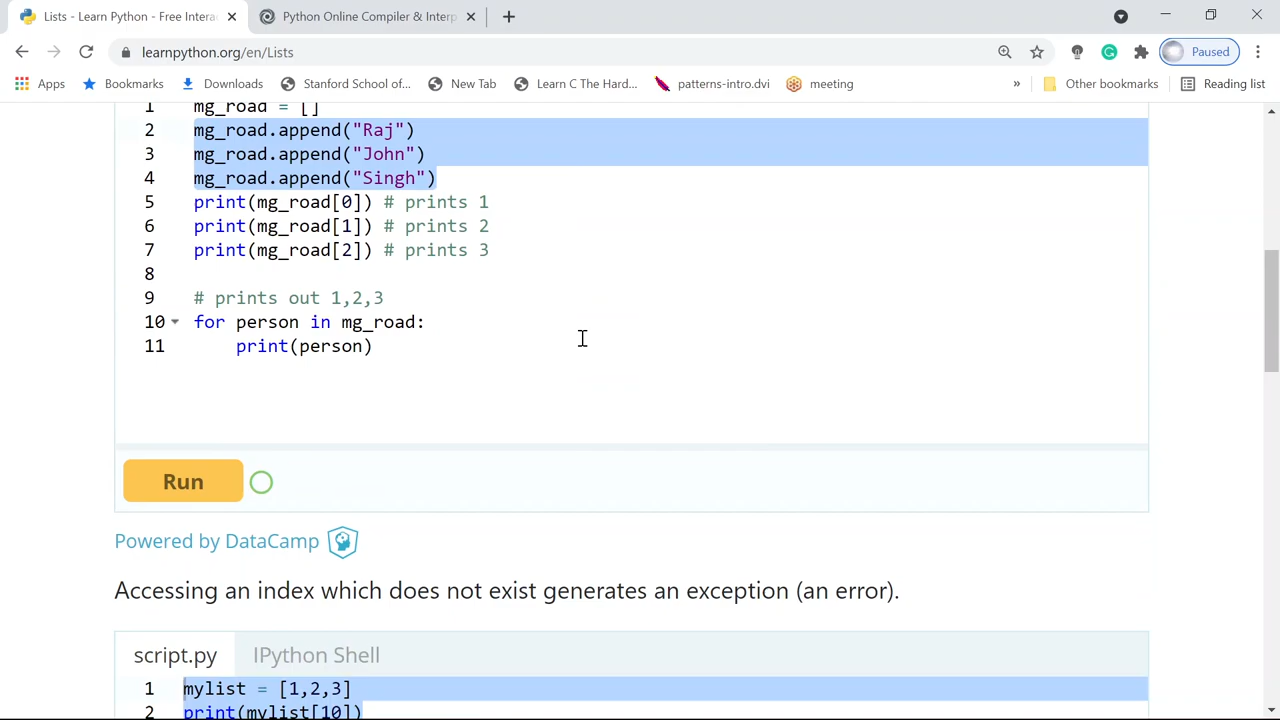 Lists - Learn Python - Free Intera
Python Online Compiler & Interp
learnpython.org/en/Lists
Paused
Apps
Bookmarks
Downloads
Stanford School of...
New Tab
Learn C The Hard...
patterns-intro.dvi
meeting
»
Other bookmarks
Reading list
1 mg_road = []
2 mg_road.append("Raj")
3 mg_road.append("John")
4 mg_road.append("Singh")
5 print(mg_road[0]) # prints 1
6 print(mg_road[1]) # prints 2
7 print(mg_road[2]) # prints 3
8
9 # prints out 1,2,3
10 for person in mg_road:
11 print(person)
Run
Powered by DataCamp
Accessing an index which does not exist generates an exception (an error).
script.py
IPython Shell
1 mylist = [1,2,3]
2 print(mylist[10])